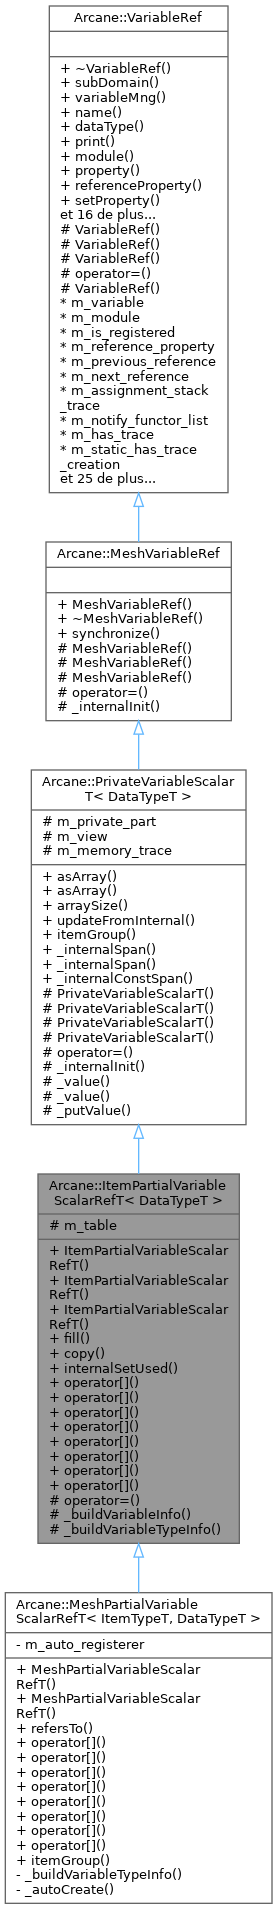 Arcane::VariableRef
+ ~VariableRef()
+ subDomain()
+ variableMng()
+ name()
+ dataType()
+ print()
+ module()
+ property()
+ referenceProperty()
+ setProperty()
et 16 de plus...
# VariableRef()
# VariableRef()
# VariableRef()
# operator=()
# VariableRef()
* m_variable
* m_module
* m_is_registered
* m_reference_property
* m_previous_reference
* m_next_reference
* m_assignment_stack
_trace
* m_notify_functor_list
* m_has_trace
* m_static_has_trace
_creation
et 25 de plus...
Arcane::MeshVariableRef
+ MeshVariableRef()
+ ~MeshVariableRef()
+ synchronize()
# MeshVariableRef()
# MeshVariableRef()
# MeshVariableRef()
# operator=()
# _internalInit()
Arcane::PrivateVariableScalar
T< DataTypeT >
# m_private_part
# m_view
# m_memory_trace
+ asArray()
+ asArray()
+ arraySize()
+ updateFromInternal()
+ itemGroup()
+ _internalSpan()
+ _internalSpan()
+ _internalConstSpan()
# PrivateVariableScalarT()
# PrivateVariableScalarT()
# PrivateVariableScalarT()
# PrivateVariableScalarT()
# operator=()
# _internalInit()
# _value()
# _value()
# _putValue()
Arcane::ItemPartialVariable
ScalarRefT< DataTypeT >
# m_table
+ ItemPartialVariableScalar
RefT()
+ ItemPartialVariableScalar
RefT()
+ ItemPartialVariableScalar
RefT()
+ fill()
+ copy()
+ internalSetUsed()
+ operator[]()
+ operator[]()
+ operator[]()
+ operator[]()
+ operator[]()
+ operator[]()
+ operator[]()
+ operator[]()
# operator=()
# _buildVariableInfo()
# _buildVariableTypeInfo()
Arcane::MeshPartialVariable
ScalarRefT< ItemTypeT, DataTypeT >
- m_auto_registerer
+ MeshPartialVariableScalar
RefT()
+ MeshPartialVariableScalar
RefT()
+ refersTo()
+ operator[]()
+ operator[]()
+ operator[]()
+ operator[]()
+ operator[]()
+ operator[]()
+ operator[]()
+ operator[]()
+ itemGroup()
- _buildVariableTypeInfo()
- _autoCreate()